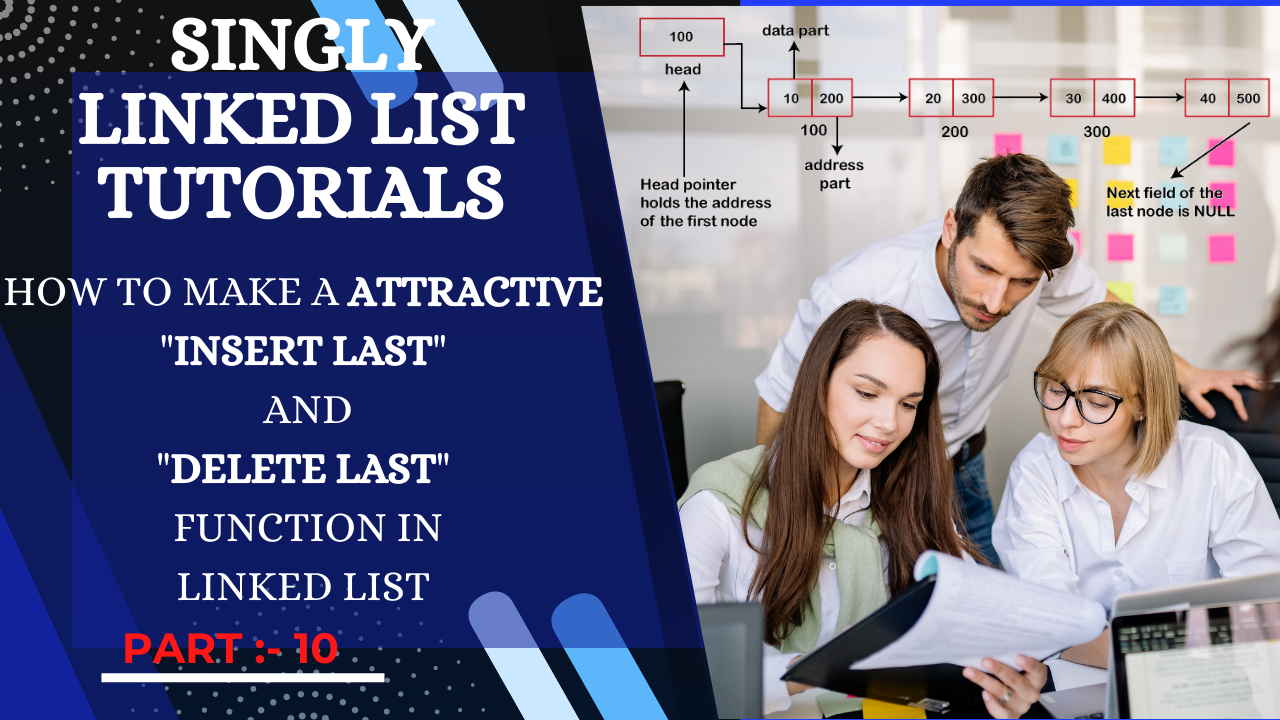 SINGLY
LINKED LIST
TUTORIALS
HOW TO MAKE A ATTRACTIVE
"INSERT LAST"
AND
"DELETE LAST"
FUNCTION IN
LINKED LIST
PART :- 10
100
head
Head pointer
holds the address
of the first node
data part
10 200
100
address
part
20 300
200
30 400
300
40 500
Next field of the
last node is NULL